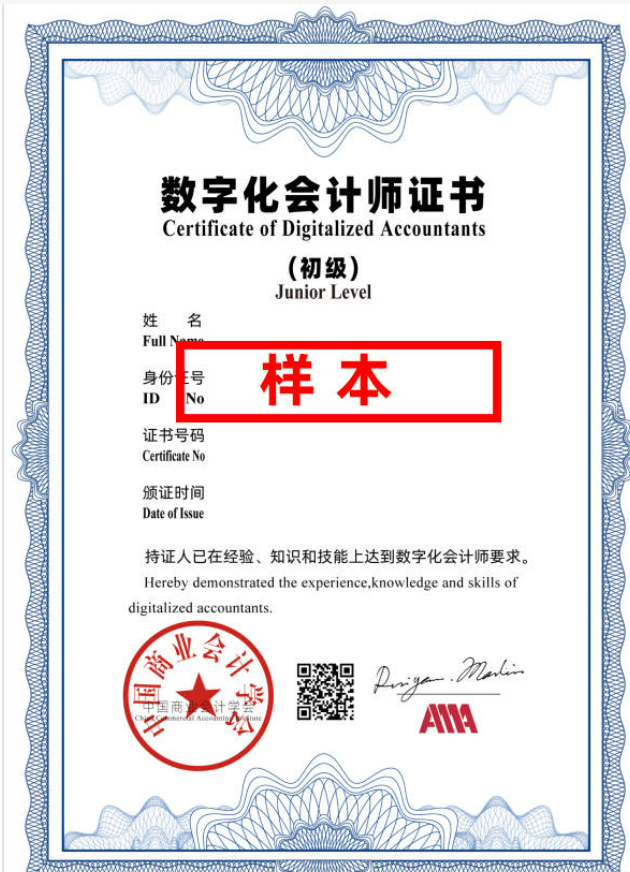 数字化会计师证书
Certificate of Digitalized Accountants
(初级)
Junior Level
姓 名
Full Name
样本
身份证号
ID No
证书号码
Certificate No
颁证时间
Date of Issue
持证人已在经验、知识和技能上达到数字化会计师要求。
Hereby demonstrated the experience,knowledge and skills of
digitalized accountants.
中国商业会计学会
中国商业会计学会
China Commercial Accounting Institute
AMA